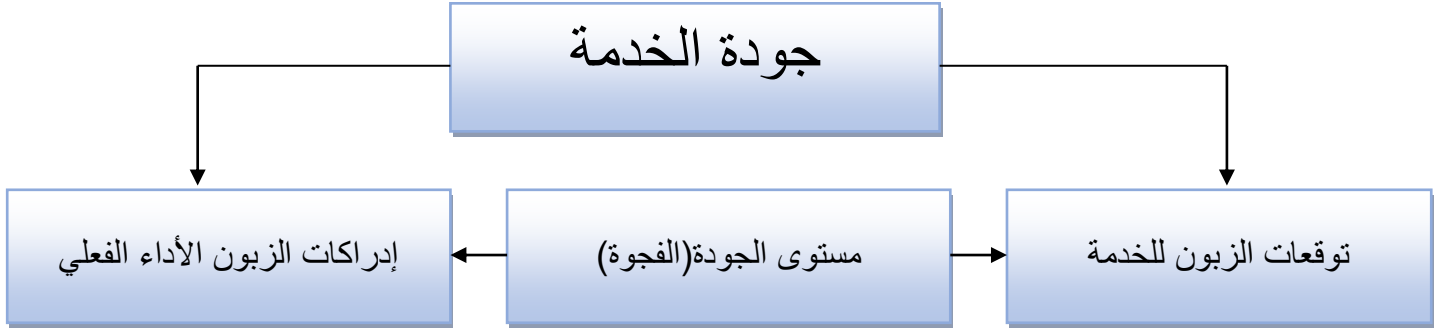 جودة الخدمة
توقعات الزبون للخدمة
مستوى الجودة(الفجوة)
إدراكات الزبون الأداء الفعلي